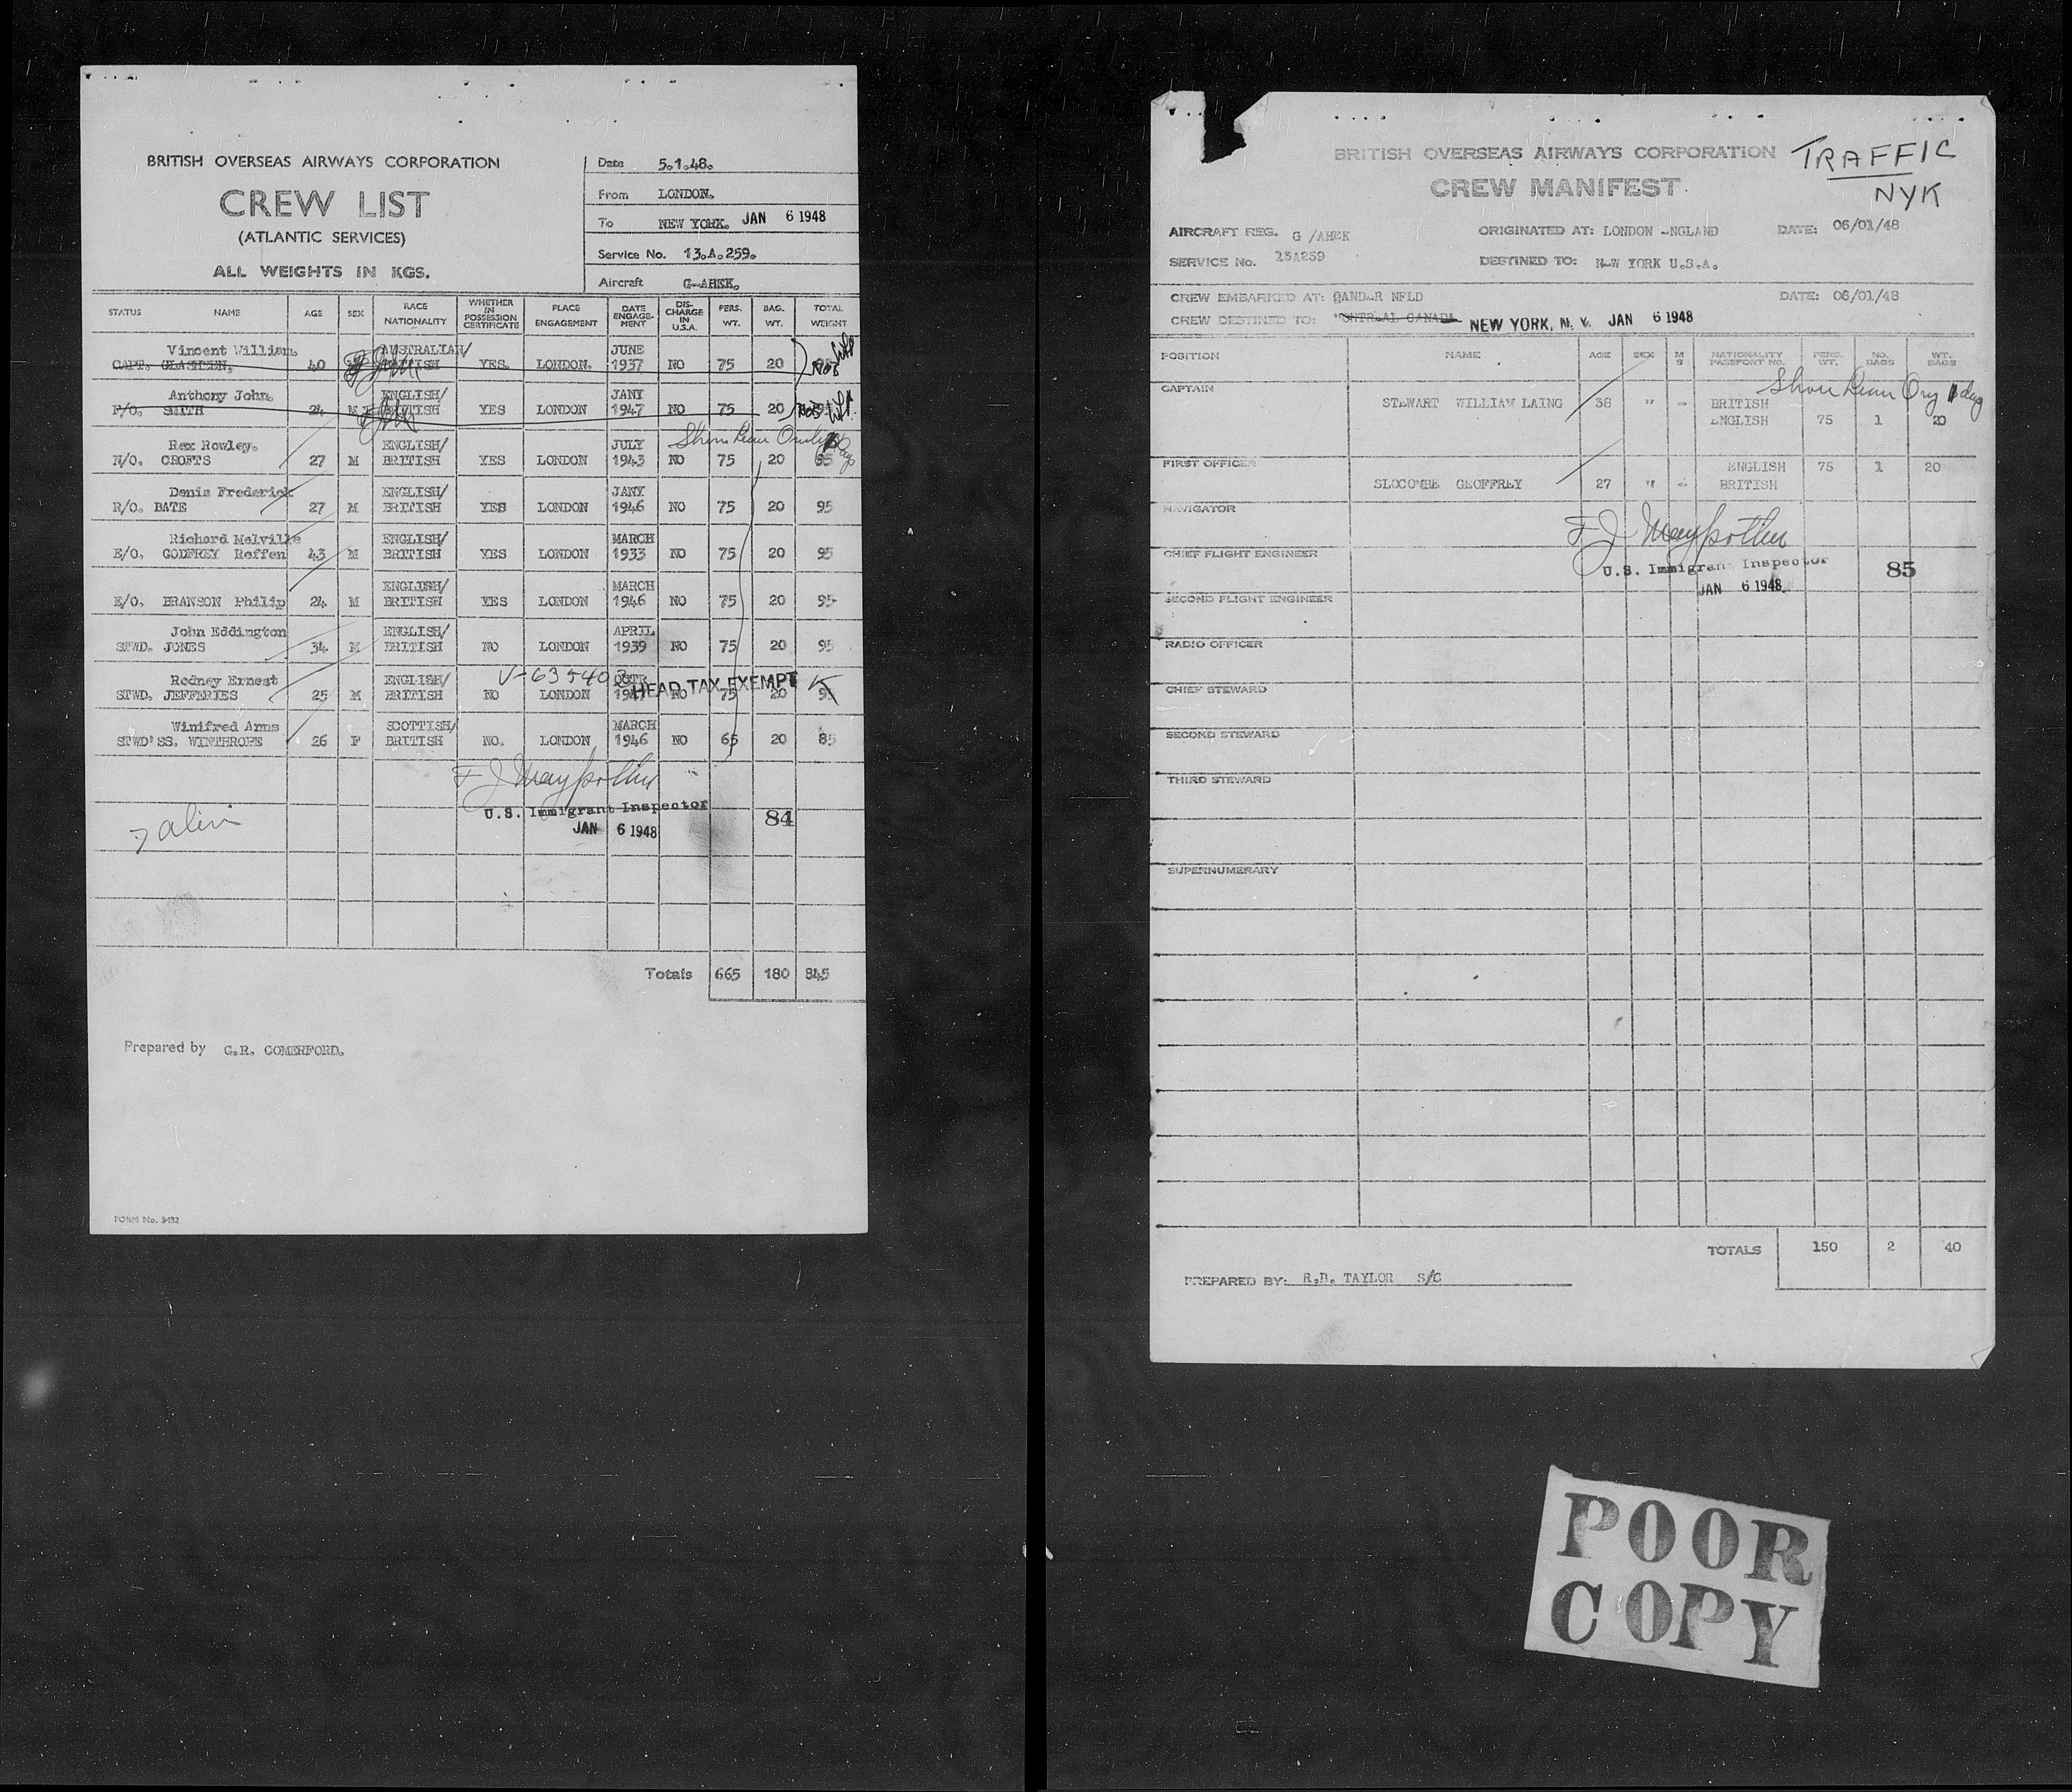 BRITISH OVERSEAS AIRWAYS CORPORATION
CREW LIST
(ATLANTIC SERVICES)
ALL WEIGHTS IN KGS.
Date 5.1.48.
From LONDON.
To NEW YORK. JAN 6 1948
Service No. 13.A.259.
Aircraft G-AHEK.
STATUS NAME AGE SEX RACE NATIONALITY WHETHER IN POSSESSION CERTIFICATE PLACE ENGAGEMENT DATE ENGAGE-MENT DIS-CHARGE IN U.S.A. PERS. WT. BAG. WT. TOTAL WEIGHT
Vincent William. AUSTRALIAN/ JUNE
CAPT. 40 BRITISH YES. LONDON. 1937 NO 75 20 95
Anthony John. ENGLISH/ JANY
F/O. SMITH 24 M BRITISH YES LONDON 1947 NO 75 20 95
Rex Rowley. ENGLISH/ JULY
N/O. CROFTS 27 M BRITISH YES LONDON 1943 NO 75 20 95
Denis Frederick ENGLISH/ JANY
R/O. BATE 27 M BRITISH YES LONDON 1946 NO 75 20 95
Richard Melville ENGLISH/ MARCH
E/O. GODFREY Roffen 43 M BRITISH YES LONDON 1933 NO 75 20 95
ENGLISH/ MARCH
E/O. BRANSON Philip 24 M BRITISH YES LONDON 1946 NO 75 20 95
John Eddington ENGLISH/ APRIL
STWD. JONES 34 M BRITISH NO LONDON 1939 NO 75 20 95
Rodney Ernest ENGLISH/ HEAD TAX EXEMPT
STWD. JEFFERIES 25 M BRITISH NO LONDON 1947 NO 75 20 95
Winifred Anne SCOTTISH/ MARCH
STWD'SS. WINTHROPE 26 F BRITISH NO. LONDON 1946 NO 65 20 85
U.S. Immigrant Inspector
JAN 6 1948
84
Totals 665 180 845
Prepared by G.R. COMERFORD.
FORM No. 3432
BRITISH OVERSEAS AIRWAYS CORPORATION
CREW MANIFEST
TRAFFIC
NYK
AIRCRAFT REG. G /AHEK ORIGINATED AT: LONDON -NGLAND DATE: 06/01/48
SERVICE No. 13A259 DESTINED TO: N-W YORK U.S.A.
CREW EMBARKED AT: GANDER NFLD DATE: 06/01/48
CREW DESTINED TO: ONTREAL CANADA NEW YORK, N. Y. JAN 6 1948
POSITION NAME AGE SEX M S NATIONALITY PASSPORT NO. PERS. WT. NO. BAGS WT. BAGS
CAPTAIN
STEWART WILLIAM LAING 38 " - BRITISH
ENGLISH 75 1 20
FIRST OFFICER ENGLISH 75 1 20
SLOCOMBE GEOFFREY 27 " - BRITISH
NAVIGATOR
CHIEF FLIGHT ENGINEER
U.S. Immigrant Inspector 85
JAN 6 1948
SECOND FLIGHT ENGINEER
RADIO OFFICER
CHIEF STEWARD
SECOND STEWARD
THIRD STEWARD
SUPERNUMERARY
TOTALS 150 2 40
PREPARED BY: R.B. TAYLOR S/C
POOR
COPY